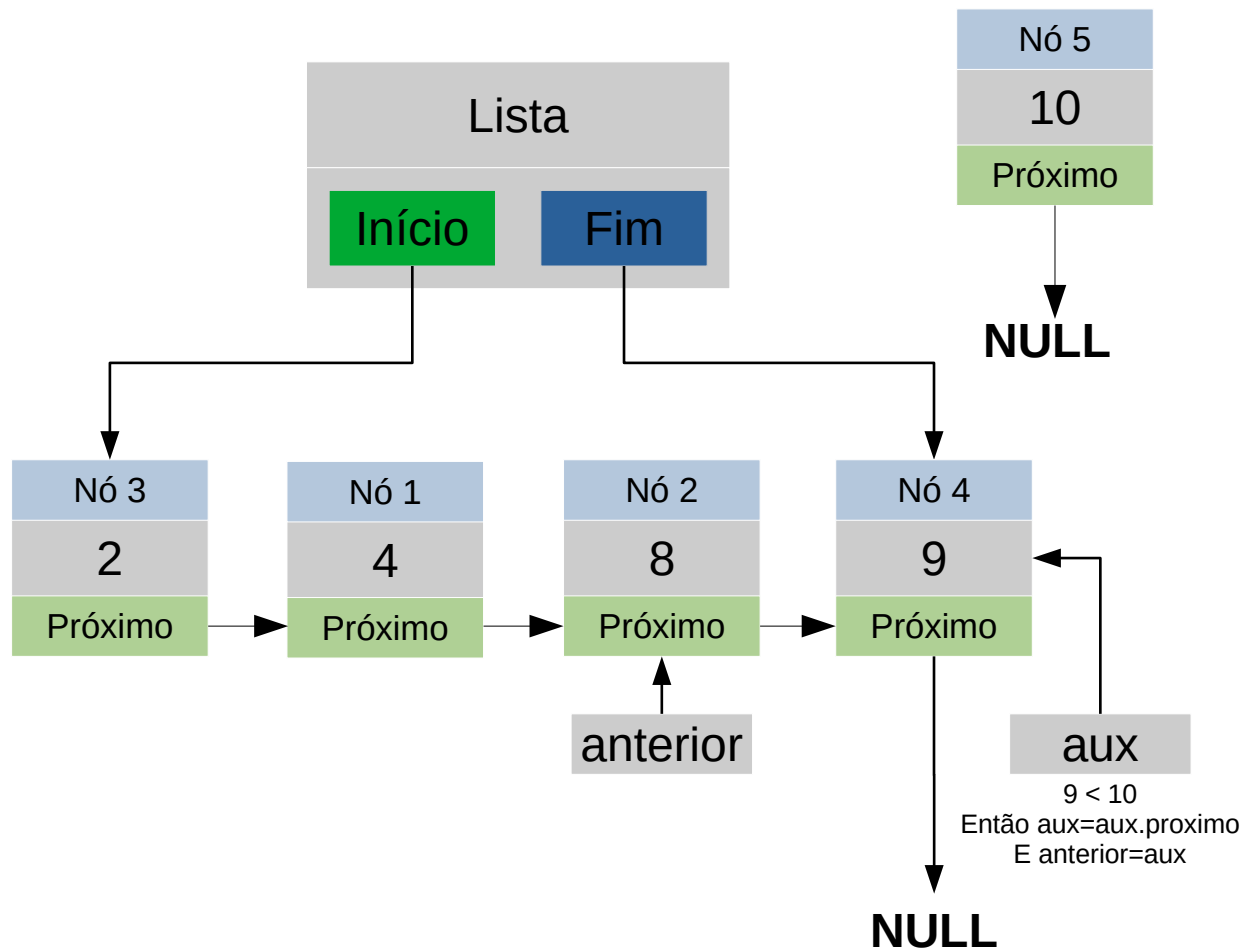 Nó 5
10
Próximo
NULL
Lista
Início
Fim
Nó 3
2
Próximo
Nó 1
4
Próximo
Nó 2
8
Próximo
Nó 4
9
Próximo
anterior
aux
9 < 10
Então aux=aux.proximo
E anterior=aux
NULL